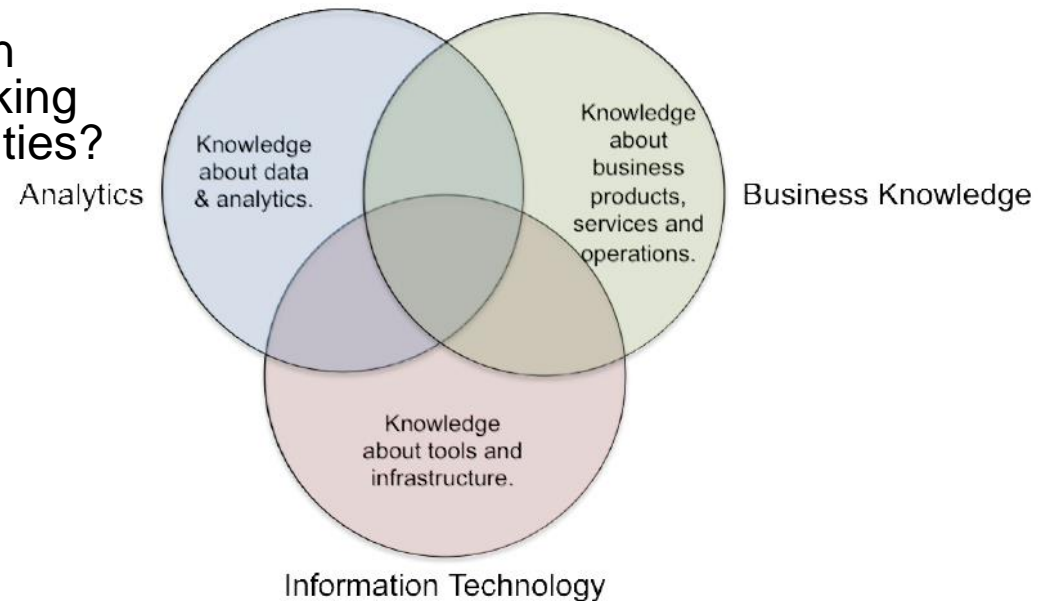 Analytics
Knowledge
about data
& analytics.
Knowledge
about
business
products,
services and
operations.
Business Knowledge
Knowledge
about tools and
infrastructure.
Information Technology